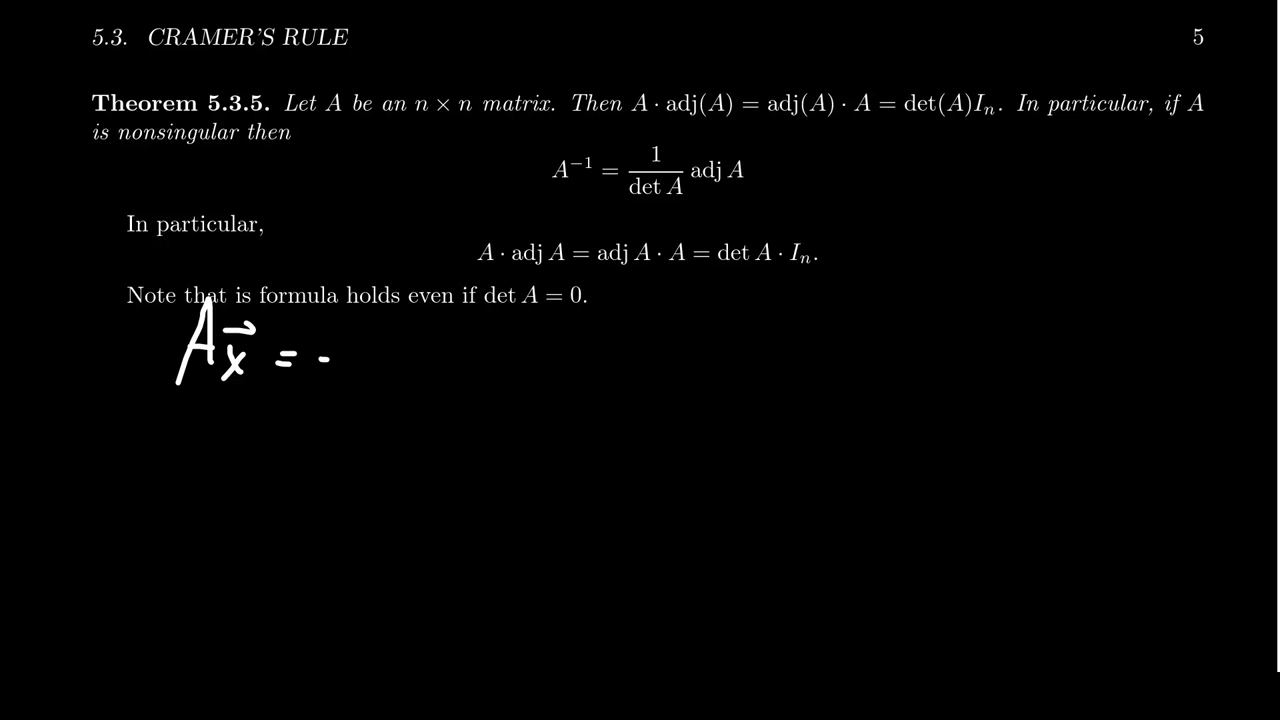 5.3. CRAMER'S RULE 5
Theorem 5.3.5. Let A be an n × n matrix. Then A · adj(A) = adj(A) · A = det(A)Iₙ. In particular, if A
is nonsingular then
A⁻¹ = 1/det A adj A
In particular,
A · adj A = adj A · A = det A · Iₙ.
Note that is formula holds even if det A = 0.
Ax⃗ = -